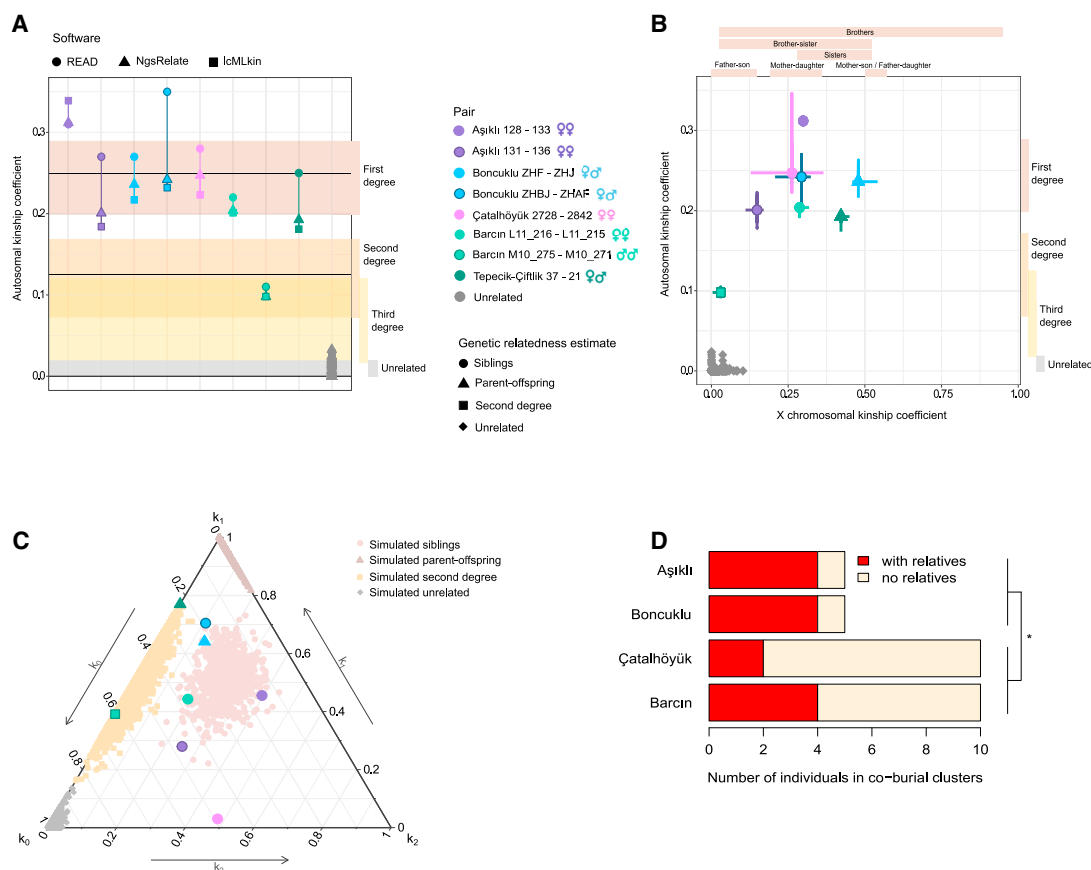 A
Software
READ
NgsRelate
lcMLkin
Autosomal kinship coefficient
0.3
0.2
0.1
0.0
First
degree
Second
degree
Third
degree
Unrelated
Pair
Aşıklı 128 - 133 ♀♀
Aşıklı 131 - 136 ♀♀
Boncuklu ZHF - ZHJ ♀♂
Boncuklu ZHBJ - ZHAF ♀♂
Çatalhöyük 2728 - 2842 ♀♀
Barcın L11_216 - L11_215 ♀♀
Barcın M10_275 - M10_271 ♂♂
Tepecik-Çiftlik 37 - 21 ♀♂
Unrelated
Genetic relatedness estimate
Siblings
Parent-offspring
Second degree
Unrelated
B
Brothers
Brother-sister
Sisters
Father-son
Mother-daughter
Mother-son / Father-daughter
Autosomal kinship coefficient
0.3
0.2
0.1
0.0
0.00
0.25
0.50
0.75
1.00
X chromosomal kinship coefficient
First
degree
Second
degree
Third
degree
Unrelated
C
k1
0
1
0.2
0.8
0.4
0.6
0.6
0.4
0.8
0.2
1
0
k0
k1
k0
0
0.2
0.4
0.6
0.8
1
k2
k2
Simulated siblings
Simulated parent-offspring
Simulated second degree
Simulated unrelated
D
with relatives
no relatives
Aşıklı
Boncuklu
Çatalhöyük
Barcın
*
0
2
4
6
8
10
Number of individuals in co-burial clusters